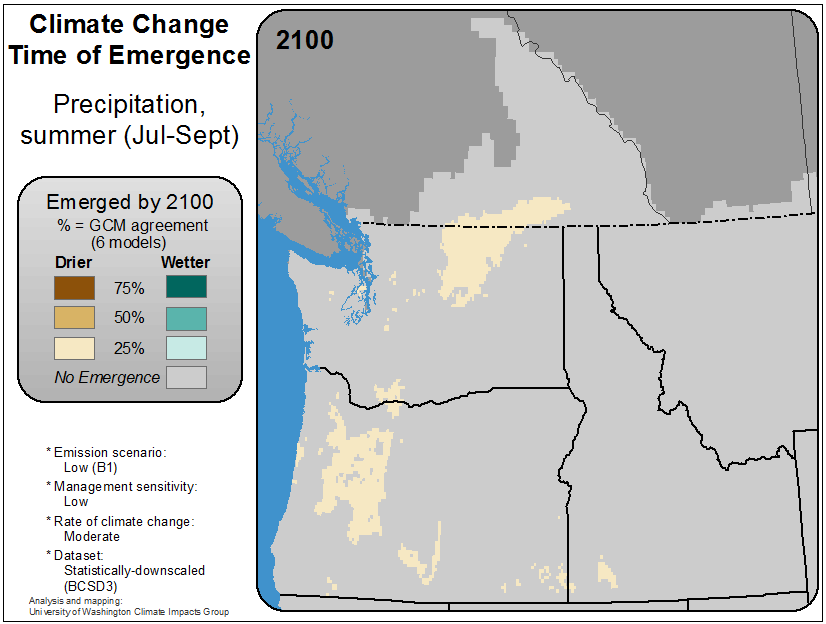 Climate Change
Time of Emergence
Precipitation,
summer (Jul-Sept)
Emerged by 2100
% = GCM agreement
(6 models)
Drier Wetter
75%
50%
25%
No Emergence
* Emission scenario:
Low (B1)
* Management sensitivity:
Low
* Rate of climate change:
Moderate
* Dataset:
Statistically-downscaled
(BCSD3)
Analysis and mapping:
University of Washington Climate Impacts Group
2100